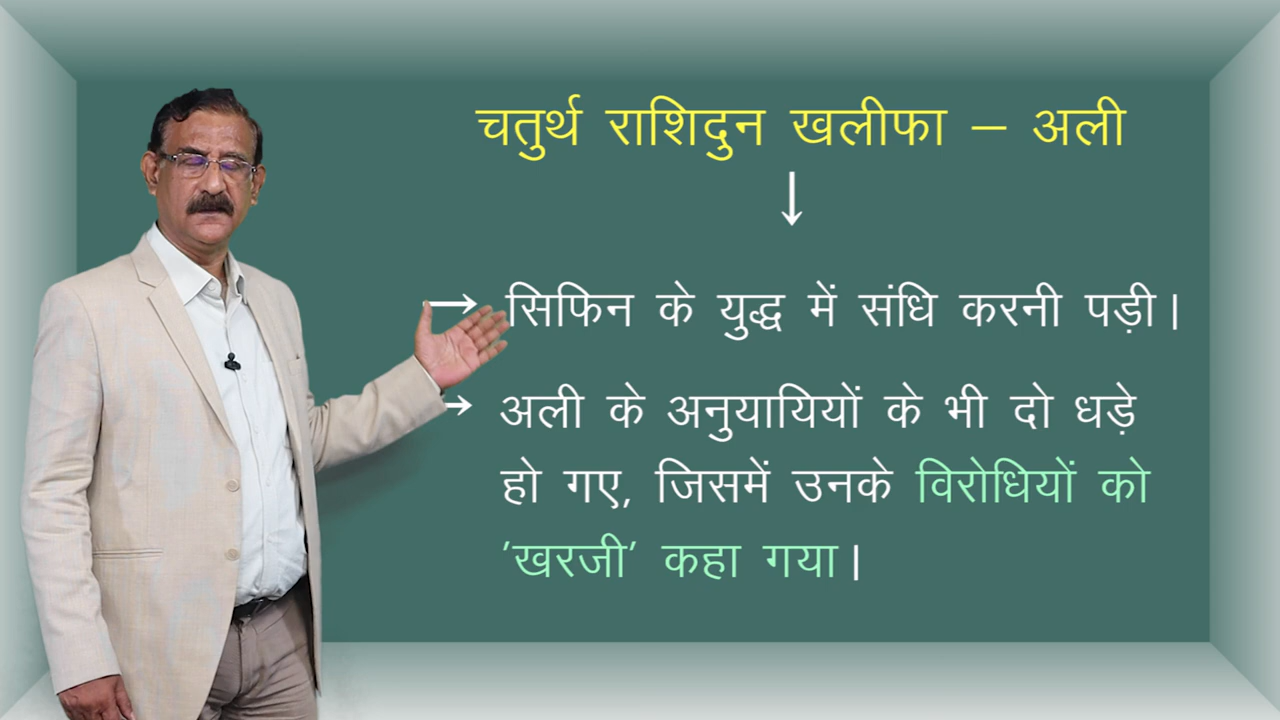 चतुर्थ राशिदुन खलीफा – अली
↓
→ सिफिन के युद्ध में संधि करनी पड़ी।
→ अली के अनुयायियों के भी दो धड़े
हो गए, जिसमें उनके विरोधियों को
'खरजी' कहा गया।